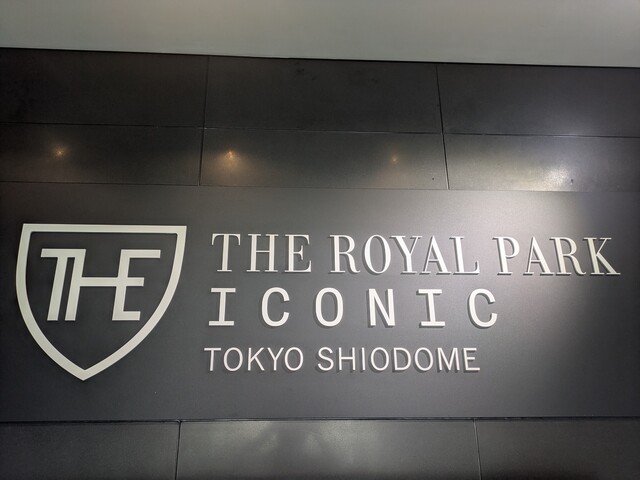 THE
THE ROYAL PARK
ICONIC
TOKYO SHIODOME